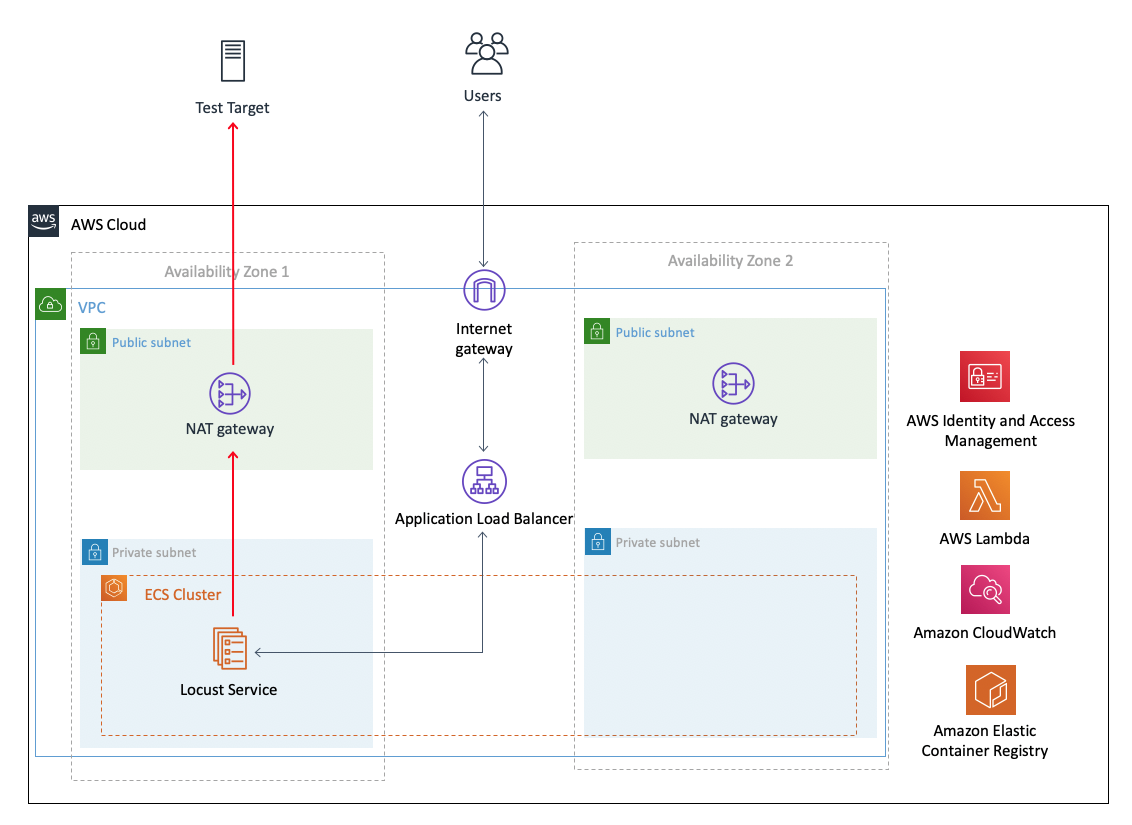 Test Target
Users
aws
AWS Cloud
Availability Zone 1
Availability Zone 2
VPC
Public subnet
Public subnet
Internet
gateway
NAT gateway
NAT gateway
AWS Identity and Access
Management
Application Load Balancer
AWS Lambda
Private subnet
Private subnet
ECS Cluster
Amazon CloudWatch
Locust Service
Amazon Elastic
Container Registry